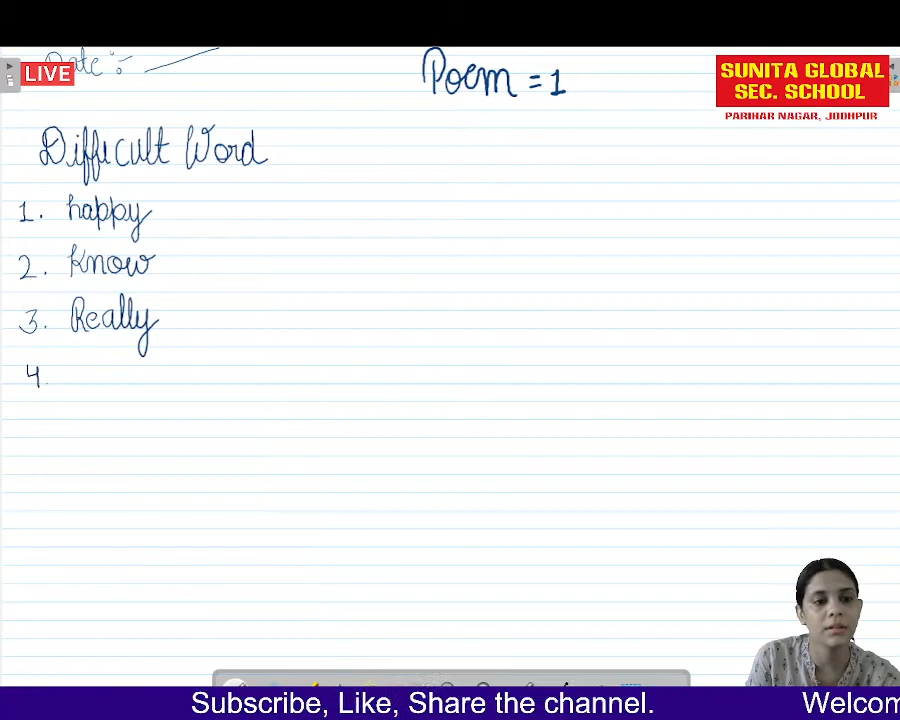 Date :-
LIVE
Poem = 1
SUNITA GLOBAL
SEC. SCHOOL
PARIHAR NAGAR, JODHPUR
Difficult Word
1. happy
2. Know
3. Really
4.
Subscribe, Like, Share the channel. Welcom